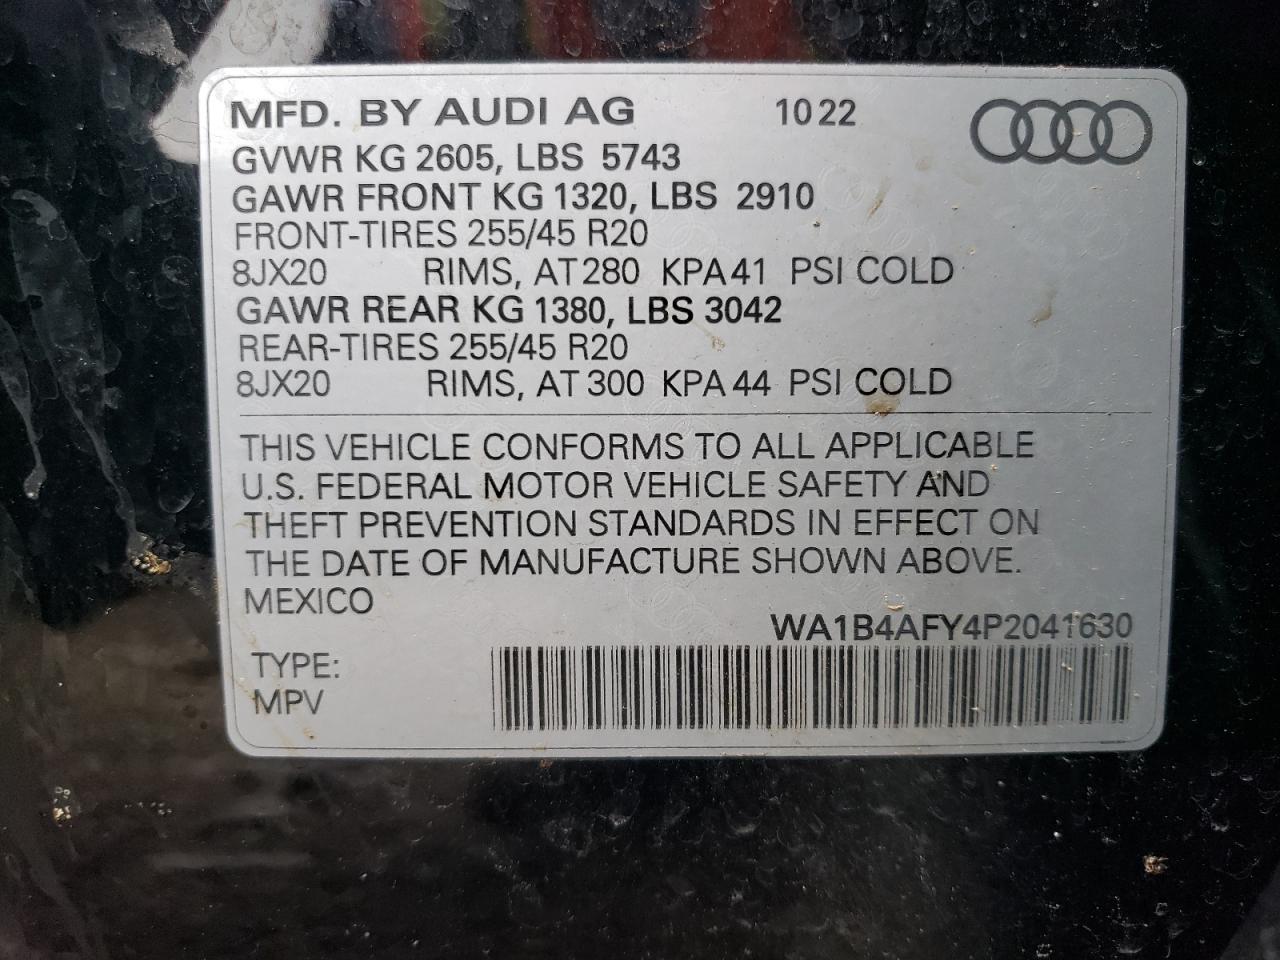 MFD. BY AUDI AG 10 22
GVWR KG 2605, LBS 5743
GAWR FRONT KG 1320, LBS 2910
FRONT-TIRES 255/45 R20
8JX20 RIMS, AT 280 KPA 41 PSI COLD
GAWR REAR KG 1380, LBS 3042
REAR-TIRES 255/45 R20
8JX20 RIMS, AT 300 KPA 44 PSI COLD
THIS VEHICLE CONFORMS TO ALL APPLICABLE
U.S. FEDERAL MOTOR VEHICLE SAFETY AND
THEFT PREVENTION STANDARDS IN EFFECT ON
THE DATE OF MANUFACTURE SHOWN ABOVE.
MEXICO
WA1B4AFY4P2041630
TYPE:
MPV